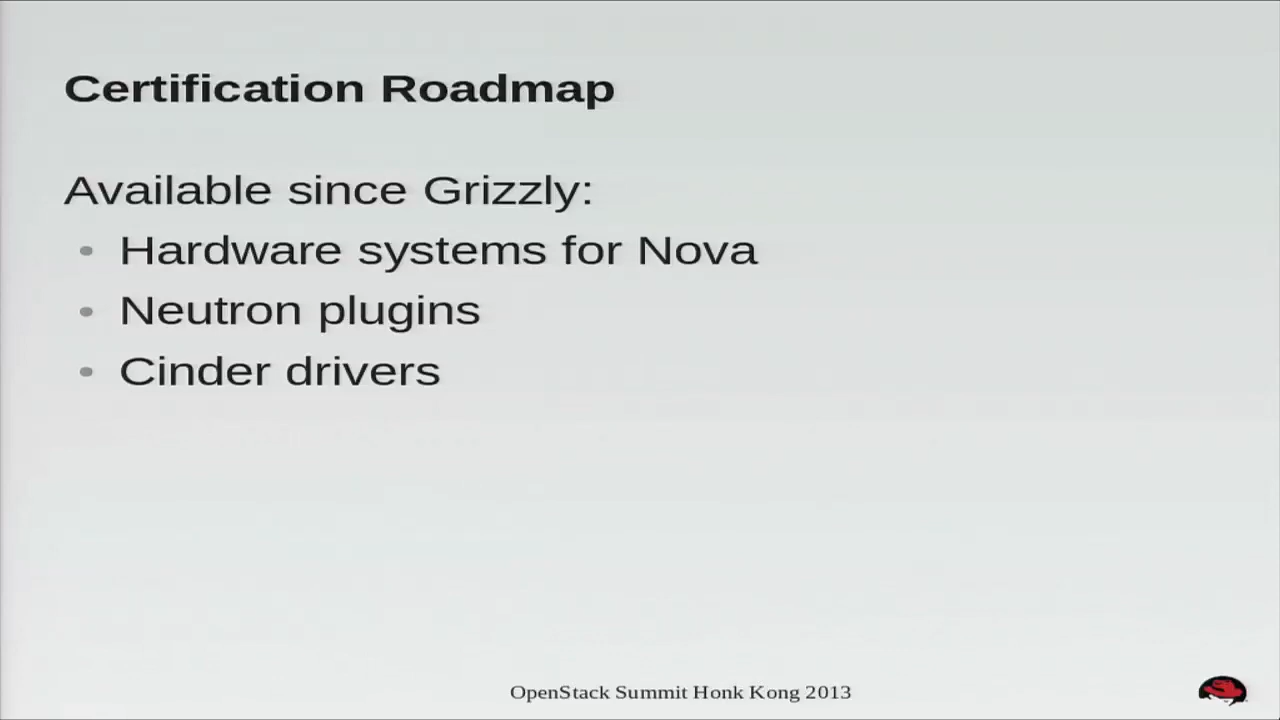 Certification Roadmap
Available since Grizzly:
• Hardware systems for Nova
• Neutron plugins
• Cinder drivers
OpenStack Summit Honk Kong 2013